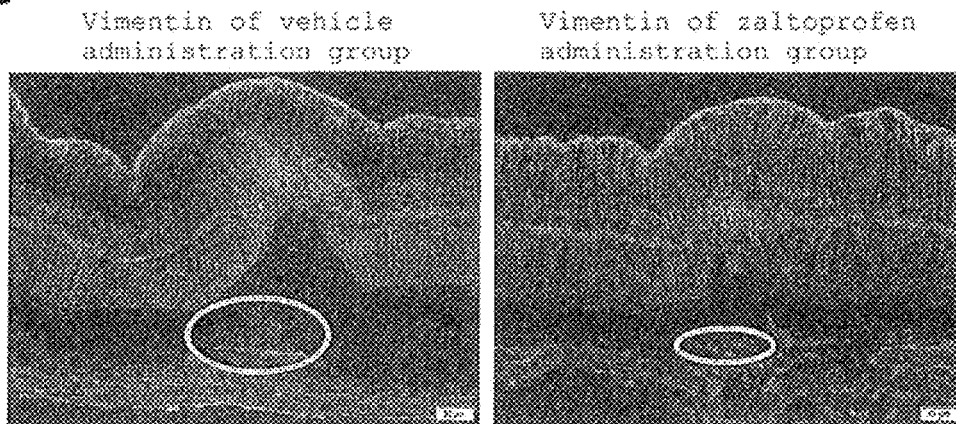 Vimentin of vehicle
administration group
Vimentin of zaltoprofen
administration group